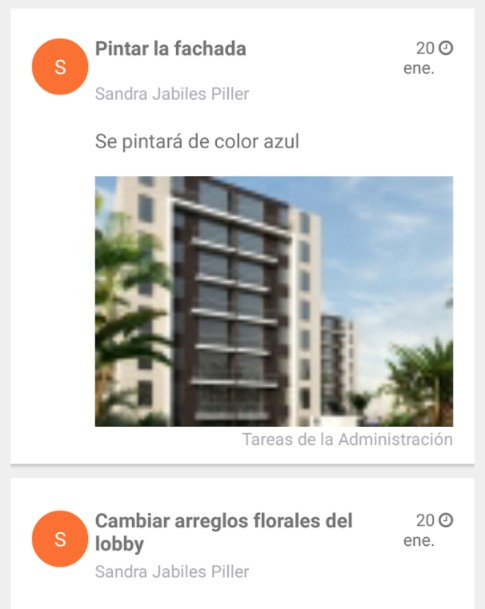 S
Pintar la fachada
20
ene.
Sandra Jabiles Piller
Se pintará de color azul
Tareas de la Administración
S
Cambiar arreglos florales del
lobby
20
ene.
Sandra Jabiles Piller